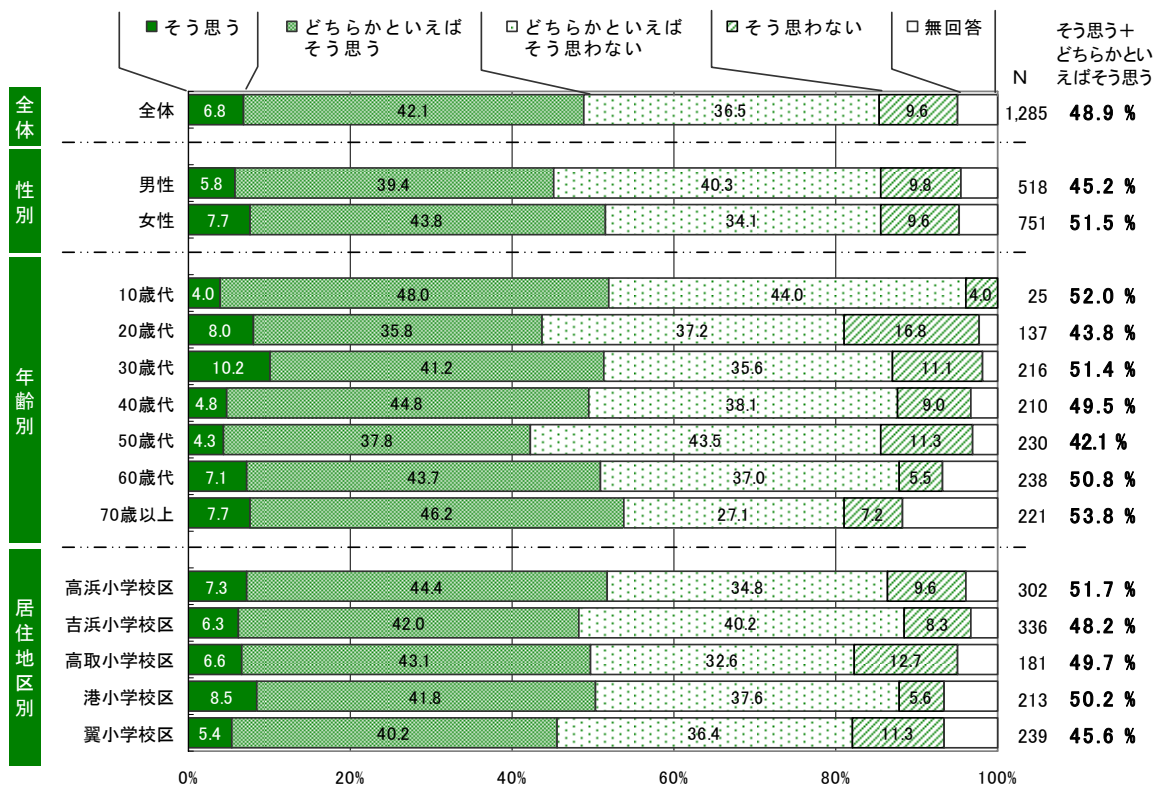 そう思う
どちらかといえば
そう思う
どちらかといえば
そう思わない
そう思わない
無回答
そう思う＋
どちらかとい
えばそう思う
N
全体
全体 6.8 42.1 36.5 9.6 1,285 48.9 %
性別
男性 5.8 39.4 40.3 9.8 518 45.2 %
女性 7.7 43.8 34.1 9.6 751 51.5 %
年齢別
10歳代 4.0 48.0 44.0 4.0 25 52.0 %
20歳代 8.0 35.8 37.2 16.8 137 43.8 %
30歳代 10.2 41.2 35.6 11.1 216 51.4 %
40歳代 4.8 44.8 38.1 9.0 210 49.5 %
50歳代 4.3 37.8 43.5 11.3 230 42.1 %
60歳代 7.1 43.7 37.0 5.5 238 50.8 %
70歳以上 7.7 46.2 27.1 7.2 221 53.8 %
居住地区別
高浜小学校区 7.3 44.4 34.8 9.6 302 51.7 %
吉浜小学校区 6.3 42.0 40.2 8.3 336 48.2 %
高取小学校区 6.6 43.1 32.6 12.7 181 49.7 %
港小学校区 8.5 41.8 37.6 5.6 213 50.2 %
翼小学校区 5.4 40.2 36.4 11.3 239 45.6 %
0% 20% 40% 60% 80% 100%